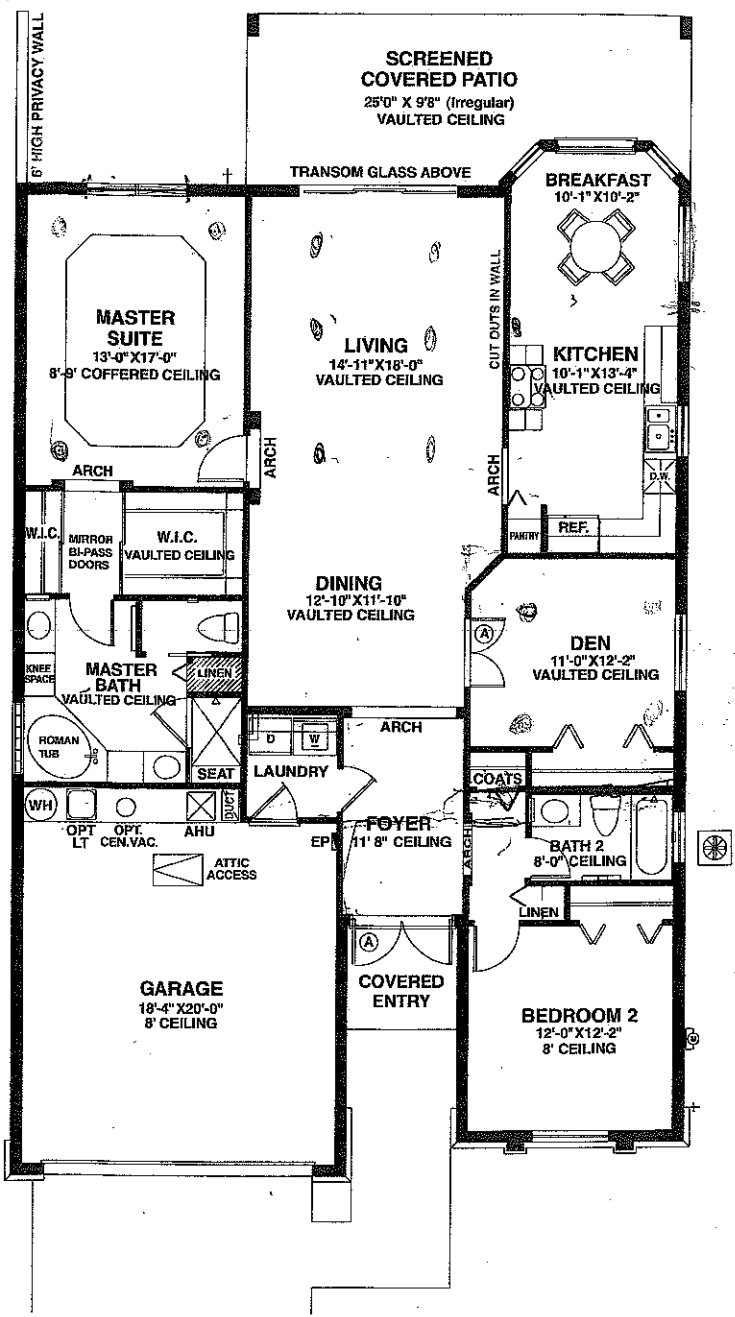 6' HIGH PRIVACY WALL
SCREENED
COVERED PATIO
25'0" X 9'8" (Irregular)
VAULTED CEILING
TRANSOM GLASS ABOVE
BREAKFAST
10'-1"X10'-2"
MASTER
SUITE
13'-0"X17'-0"
8'-9' COFFERED CEILING
LIVING
14'-11"X18'-0"
VAULTED CEILING
CUT OUTS IN WALL
KITCHEN
10'-1"X13'-4"
VAULTED CEILING
D.W.
ARCH
ARCH
ARCH
W.I.C.
MIRROR
BI-PASS
DOORS
W.I.C.
VAULTED CEILING
PANTRY
REF.
DINING
12'-10"X11'-10"
VAULTED CEILING
A
DEN
11'-0"X12'-2"
VAULTED CEILING
KNEE
SPACE
MASTER
BATH
VAULTED CEILING
LINEN
ROMAN
TUB
SEAT
D
W
LAUNDRY
ARCH
COATS
WH
OPT
LT
OPT.
CEN.VAC.
AHU
DUCT
EP
FOYER
11' 8" CEILING
ARCH
BATH 2
8'-0" CEILING
ATTIC
ACCESS
LINEN
A
COVERED
ENTRY
GARAGE
18'-4"X20'-0"
8' CEILING
BEDROOM 2
12'-0"X12'-2"
8' CEILING